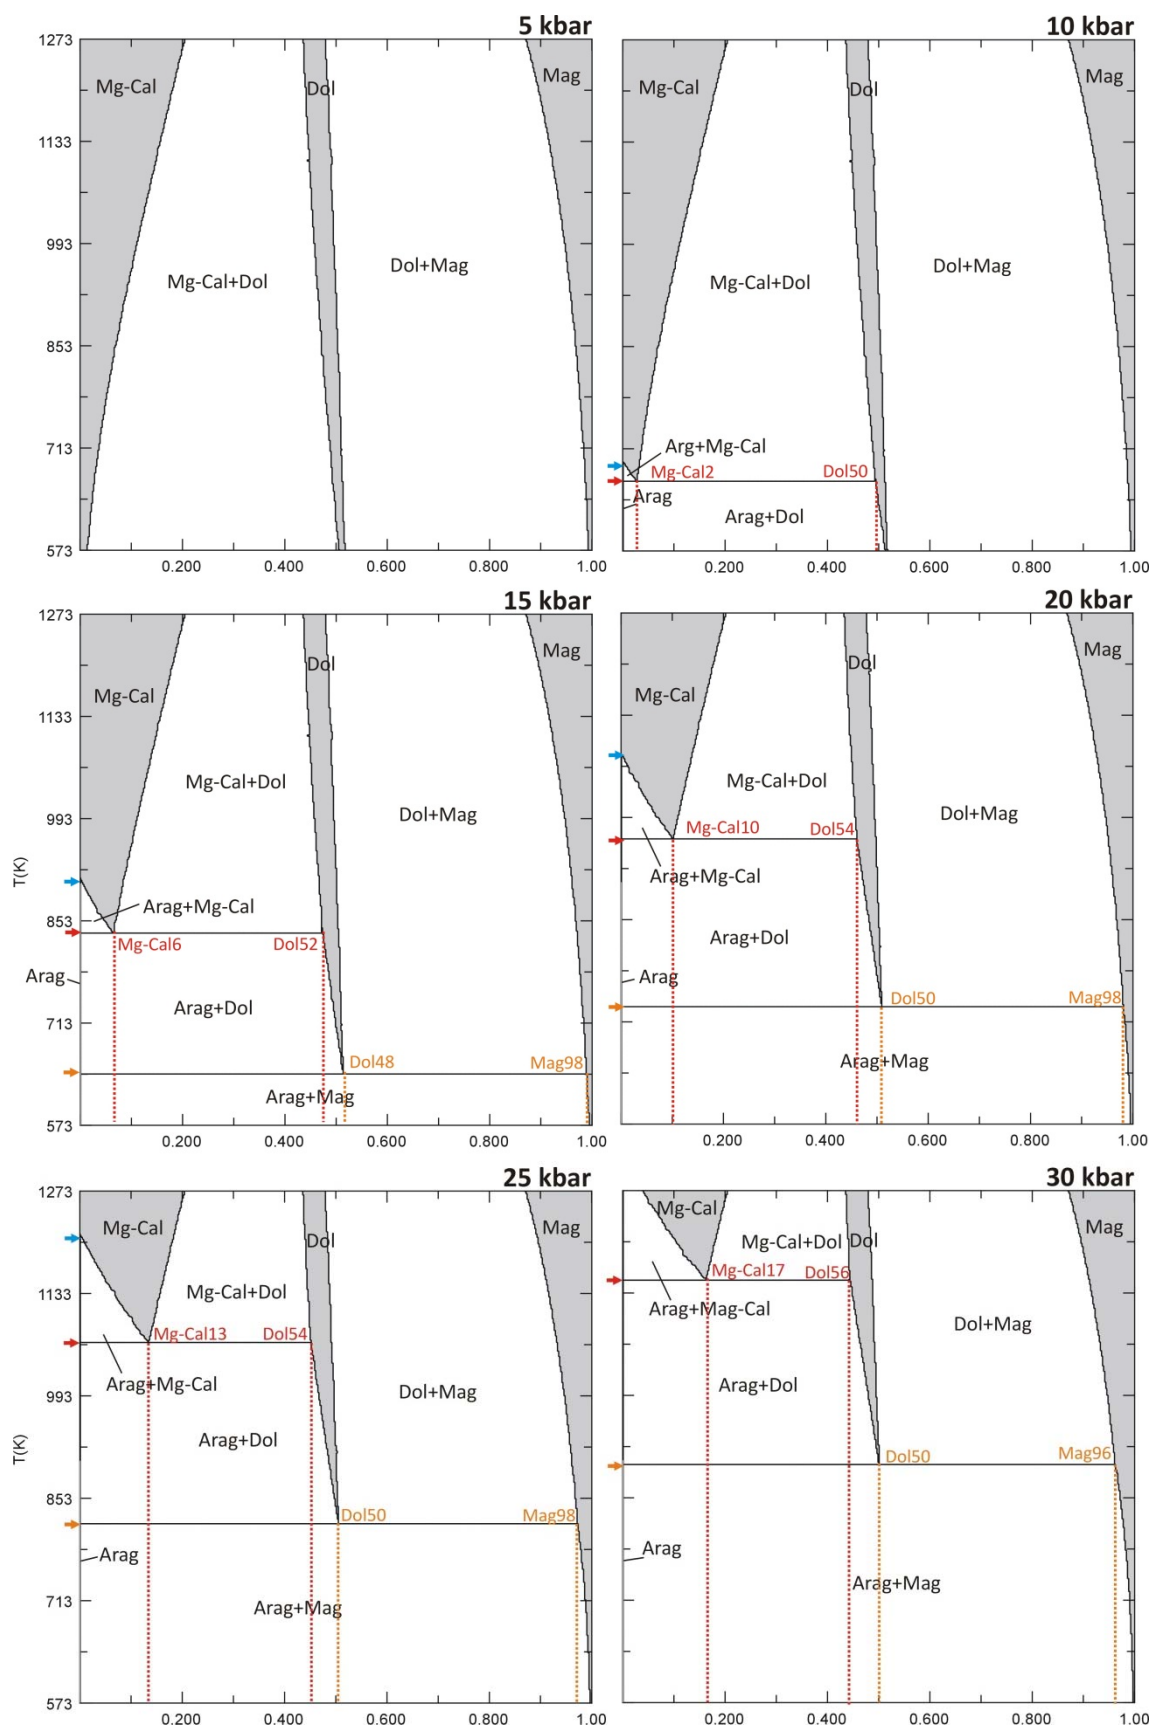 5 kbar
10 kbar
1273
Mg-Cal
Dol
Mag
Mg-Cal
Dol
Mag
1133
993
Mg-Cal+Dol
Dol+Mag
Mg-Cal+Dol
Dol+Mag
853
713
Arg+Mg-Cal
Mg-Cal2
Dol50
Arag
Arag+Dol
573
0.200
0.400
0.600
0.800
1.00
0.200
0.400
0.600
0.800
1.00
15 kbar
20 kbar
1273
Mg-Cal
Dol
Mag
Mg-Cal
Dol
Mag
1133
Mg-Cal+Dol
Dol+Mag
Mg-Cal+Dol
Dol+Mag
993
T(K)
Mg-Cal10
Dol54
Arag+Mg-Cal
Arag+Mg-Cal
853
Mg-Cal6
Dol52
Arag+Dol
Arag
Arag
Arag+Dol
Dol50
Mag98
713
Dol48
Mag98
Arag+Mag
Arag+Mag
573
0.200
0.400
0.600
0.800
1.00
0.200
0.400
0.600
0.800
1.00
25 kbar
30 kbar
1273
Mg-Cal
Dol
Mag
Mg-Cal
Mg-Cal+Dol
Dol
Mag
Mg-Cal17
Dol56
1133
Mg-Cal+Dol
Arag+Mag-Cal
Dol+Mag
Mg-Cal13
Dol54
Arag+Mg-Cal
Dol+Mag
Arag+Dol
993
T(K)
Arag+Dol
Dol50
Mag96
853
Dol50
Mag98
Arag
Arag
Arag+Mag
713
Arag+Mag
573
0.200
0.400
0.600
0.800
1.00
0.200
0.400
0.600
0.800
1.00